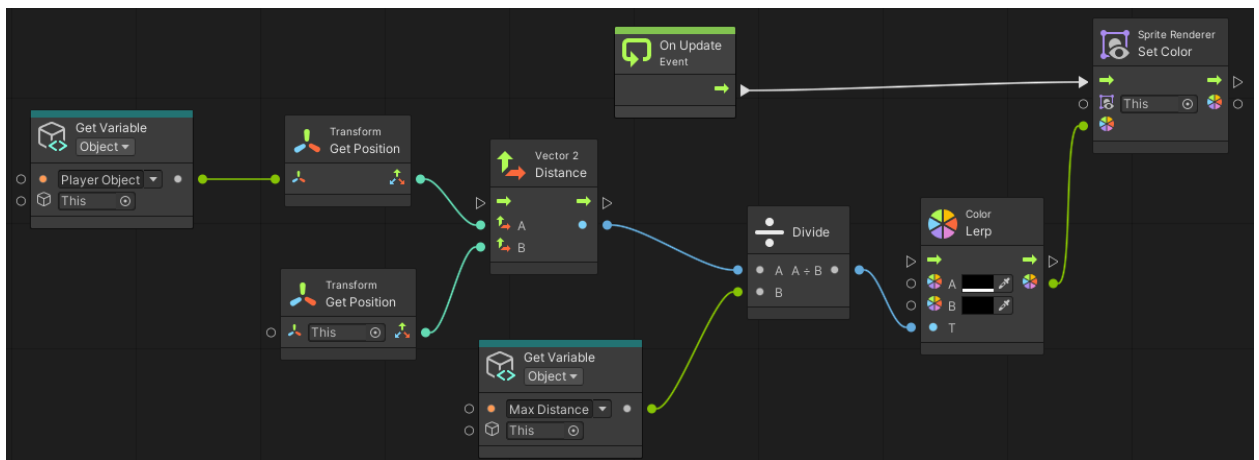 On Update
Event
Sprite Renderer
Set Color
This
Get Variable
Object
Player Object
This
Transform
Get Position
Vector 2
Distance
A
B
Transform
Get Position
This
Divide
A A ÷ B
B
Color
Lerp
A
B
T
Get Variable
Object
Max Distance
This